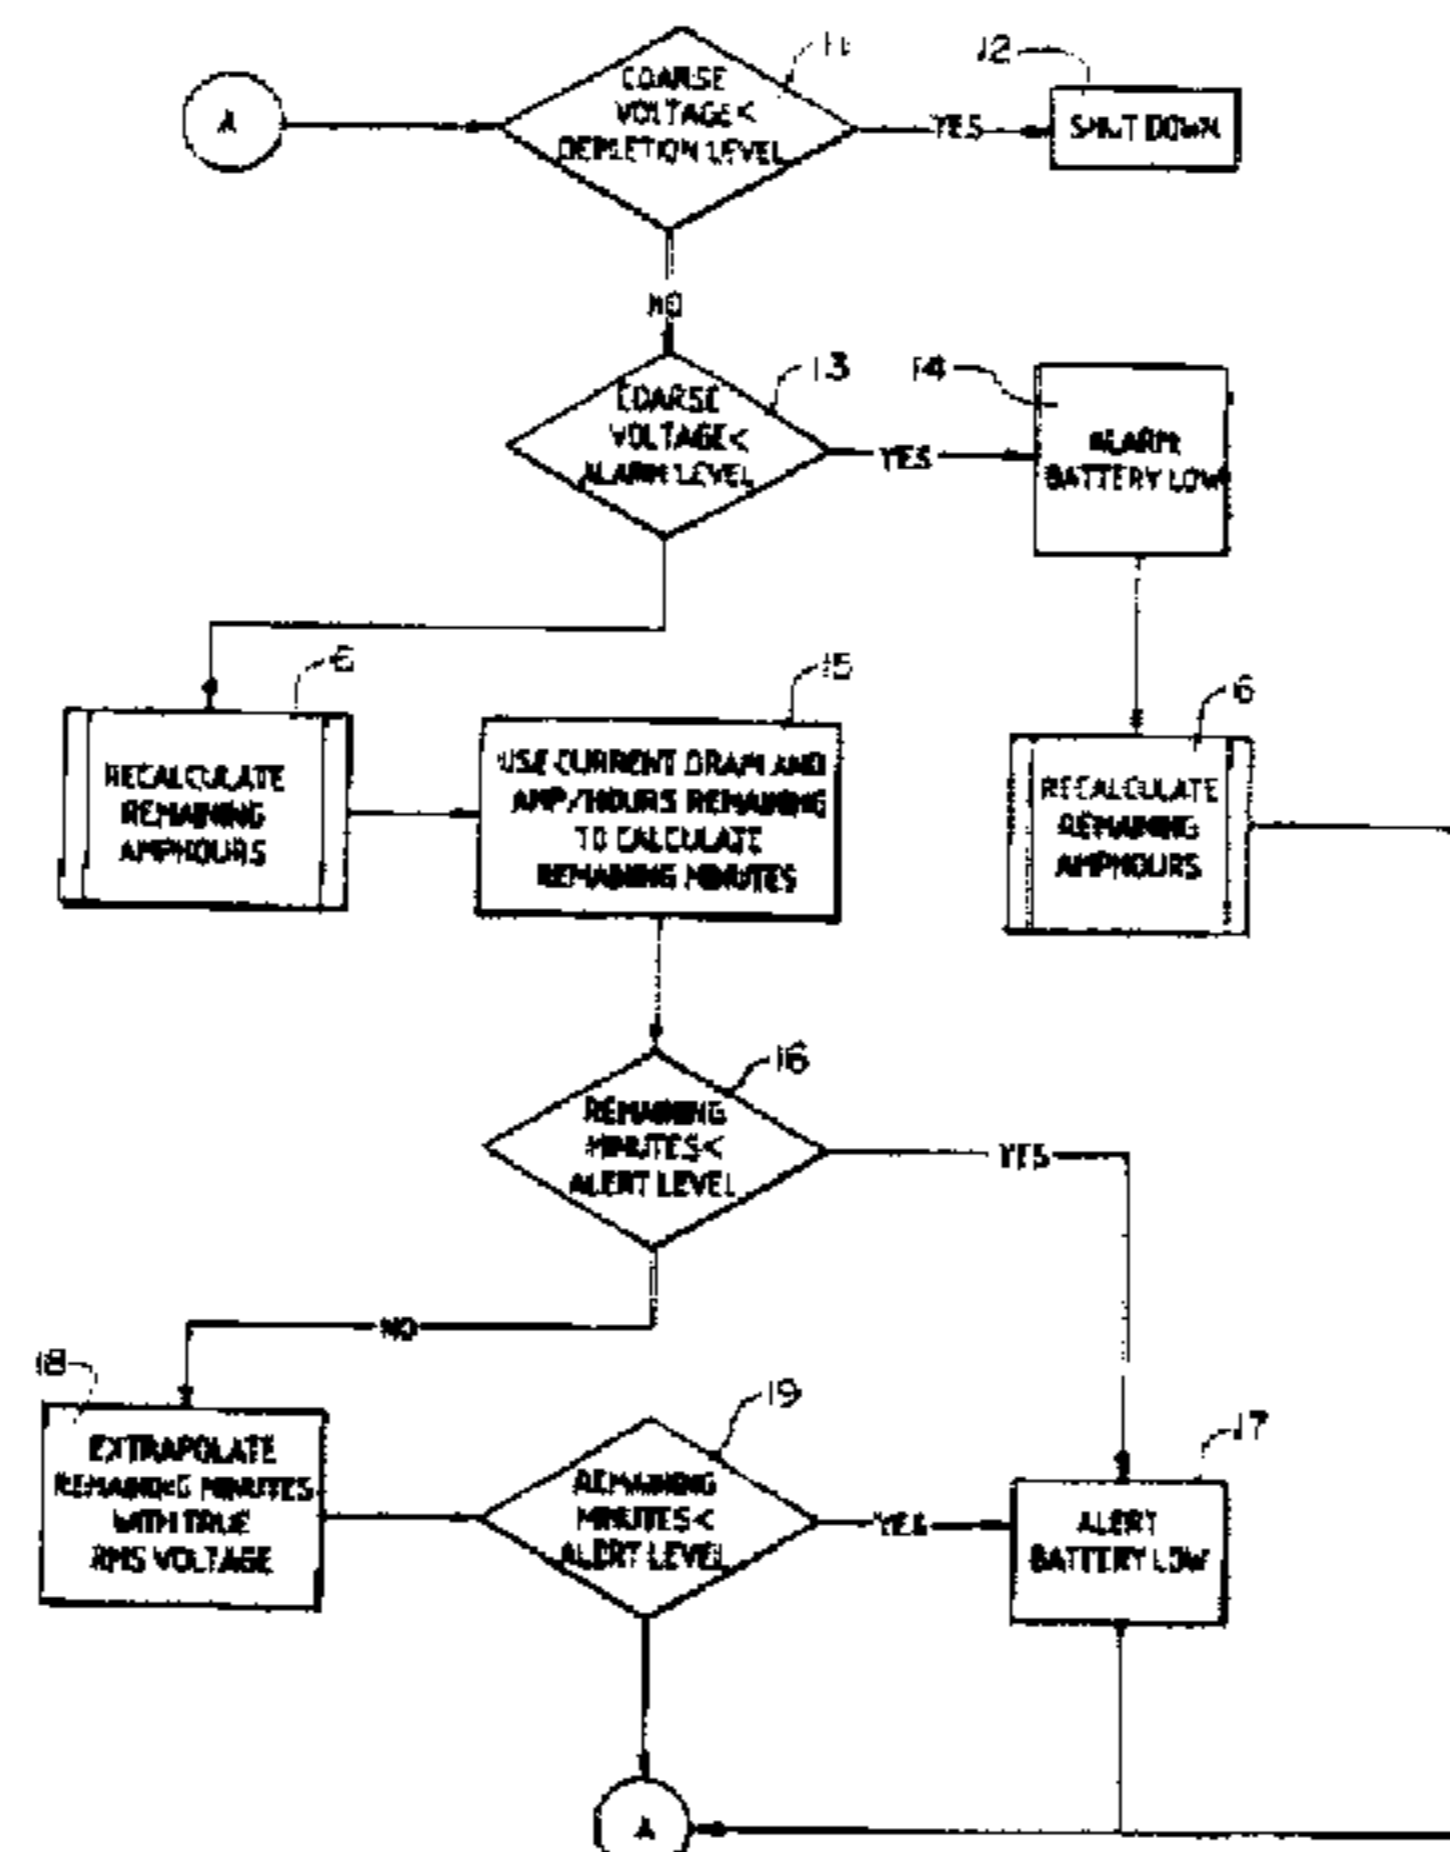 11
12
A
COARSE
VOLTAGE<
DEPLETION LEVEL
YES
SHUT DOWN
NO
13
14
COARSE
VOLTAGE<
ALARM LEVEL
YES
ALARM
BATTERY LOW
6
15
6
RECALCULATE
REMAINING
AMPHOURS
USE CURRENT DRAIN AND
AMP/HOURS REMAINING
TO CALCULATE
REMAINING MINUTES
RECALCULATE
REMAINING
AMPHOURS
16
REMAINING
MINUTES<
ALERT LEVEL
YES
NO
18
19
17
EXTRAPOLATE
REMAINING MINUTES
WITH TRUE
RMS VOLTAGE
REMAINING
MINUTES<
ALERT LEVEL
YES
ALERT
BATTERY LOW
A